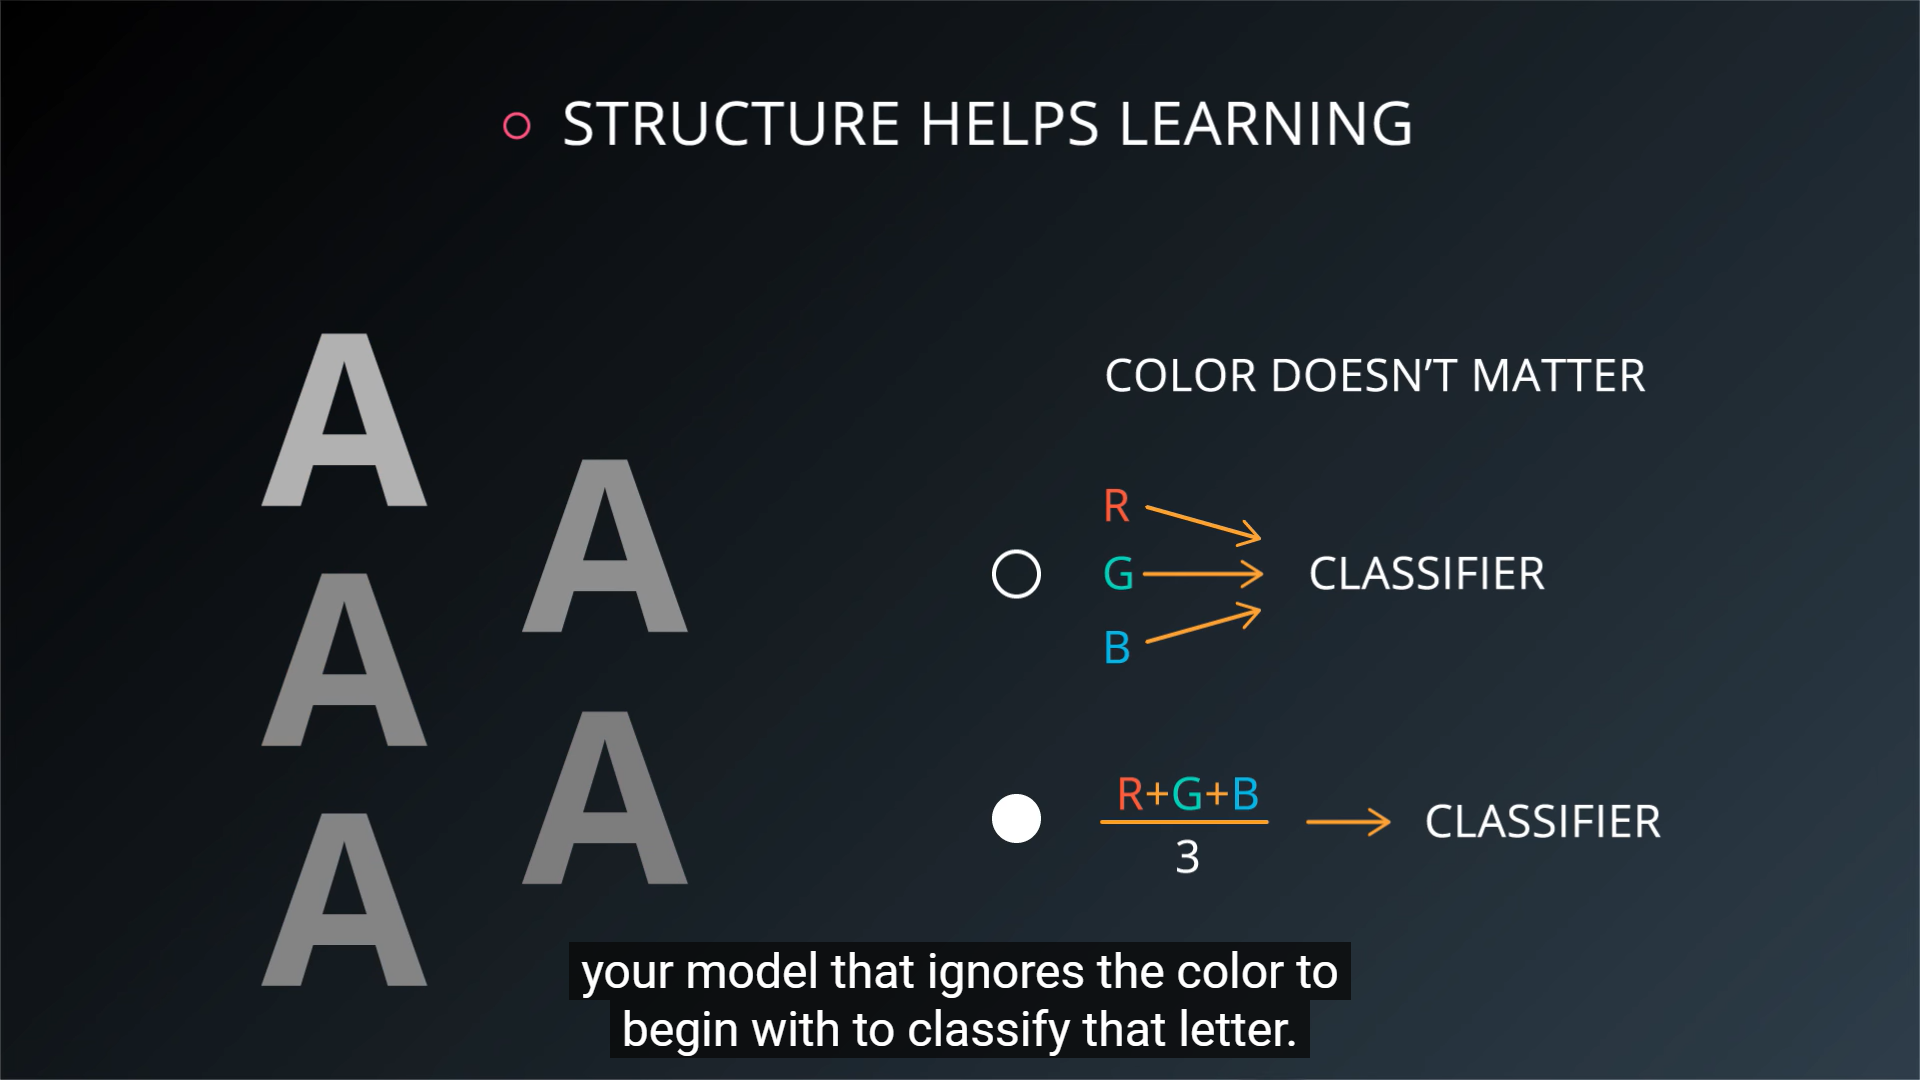 STRUCTURE HELPS LEARNING
A
A
A
A
A
COLOR DOESN'T MATTER
R
G
B
CLASSIFIER
R+G+B
3
CLASSIFIER
your model that ignores the color to
begin with to classify that letter.